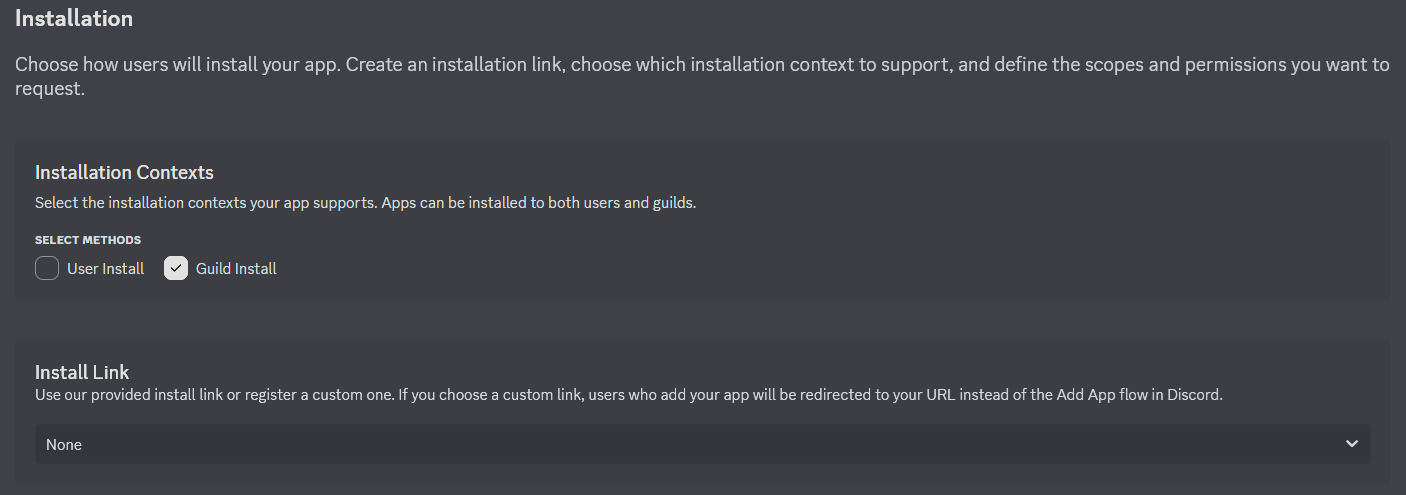 Installation
Choose how users will install your app. Create an installation link, choose which installation context to support, and define the scopes and permissions you want to
request.
Installation Contexts
Select the installation contexts your app supports. Apps can be installed to both users and guilds.
SELECT METHODS
User Install Guild Install
Install Link
Use our provided install link or register a custom one. If you choose a custom link, users who add your app will be redirected to your URL instead of the Add App flow in Discord.
None